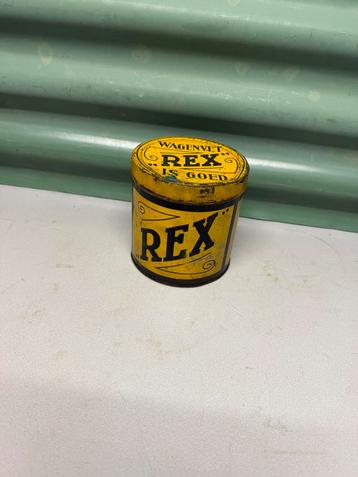 WAGENVET
"REX"
IS GOED
"REX"